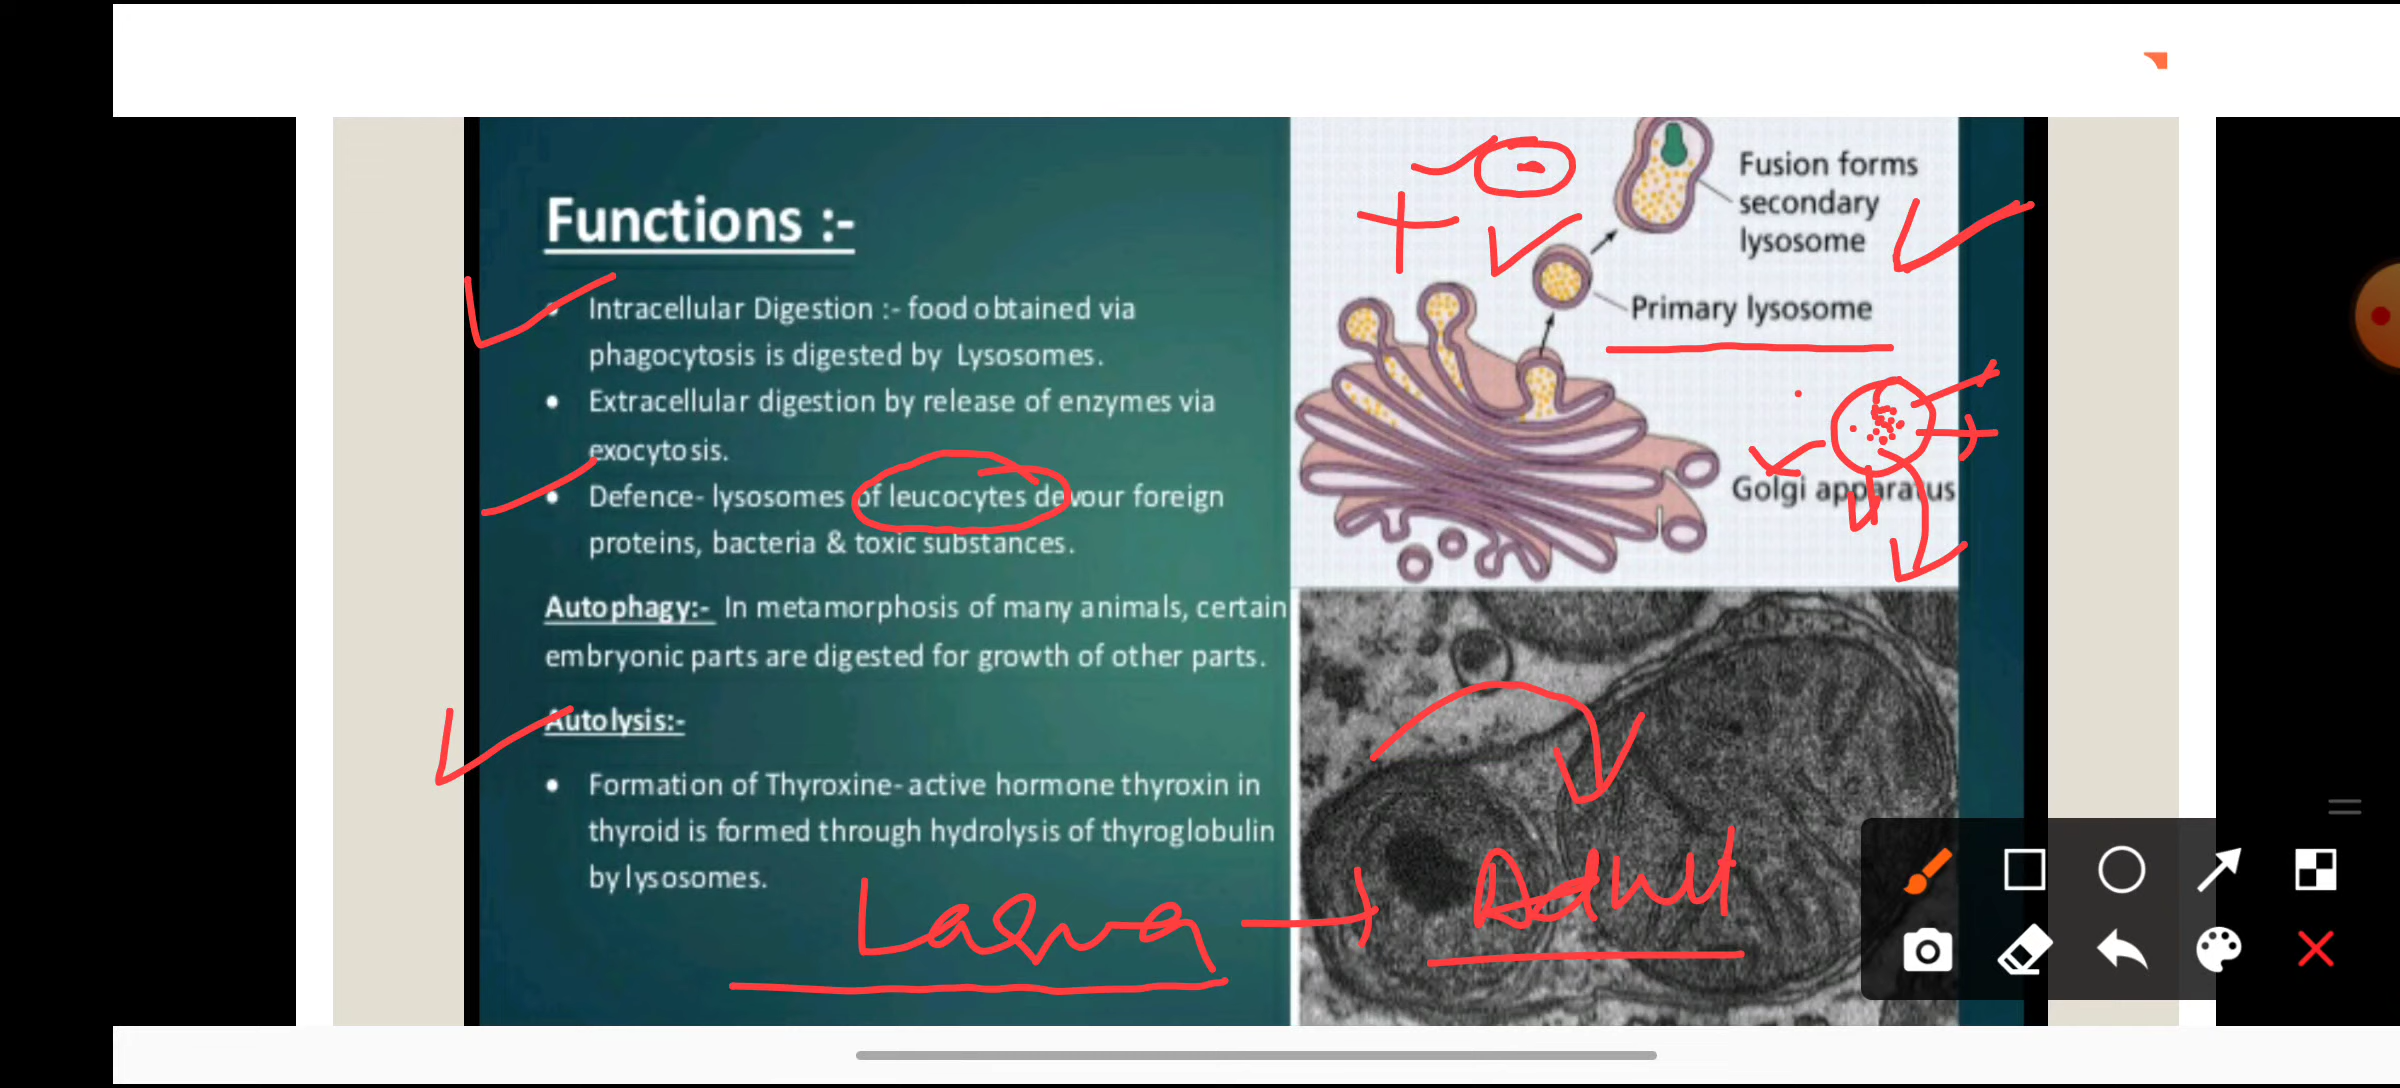 Functions :-
Intracellular Digestion :- food obtained via
phagocytosis is digested by Lysosomes.
Extracellular digestion by release of enzymes via
exocytosis.
Defence- lysosomes of leucocytes devour foreign
proteins, bacteria & toxic substances.
Autophagy:- In metamorphosis of many animals, certain
embryonic parts are digested for growth of other parts.
Autolysis:-
Formation of Thyroxine- active hormone thyroxin in
thyroid is formed through hydrolysis of thyroglobulin
by lysosomes.
Fusion forms
secondary
lysosome
Primary lysosome
Golgi apparatus
Larva
Adult